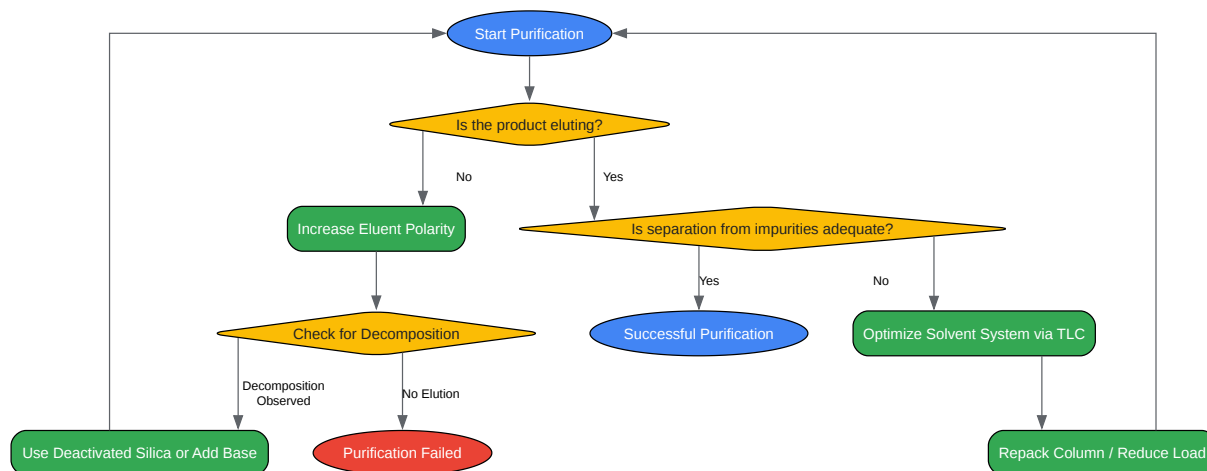 Start Purification
Is the product eluting?
No
Yes
Increase Eluent Polarity
Is separation from impurities adequate?
Yes
No
Check for Decomposition
Successful Purification
Optimize Solvent System via TLC
Decomposition
Observed
No Elution
Use Deactivated Silica or Add Base
Purification Failed
Repack Column / Reduce Load